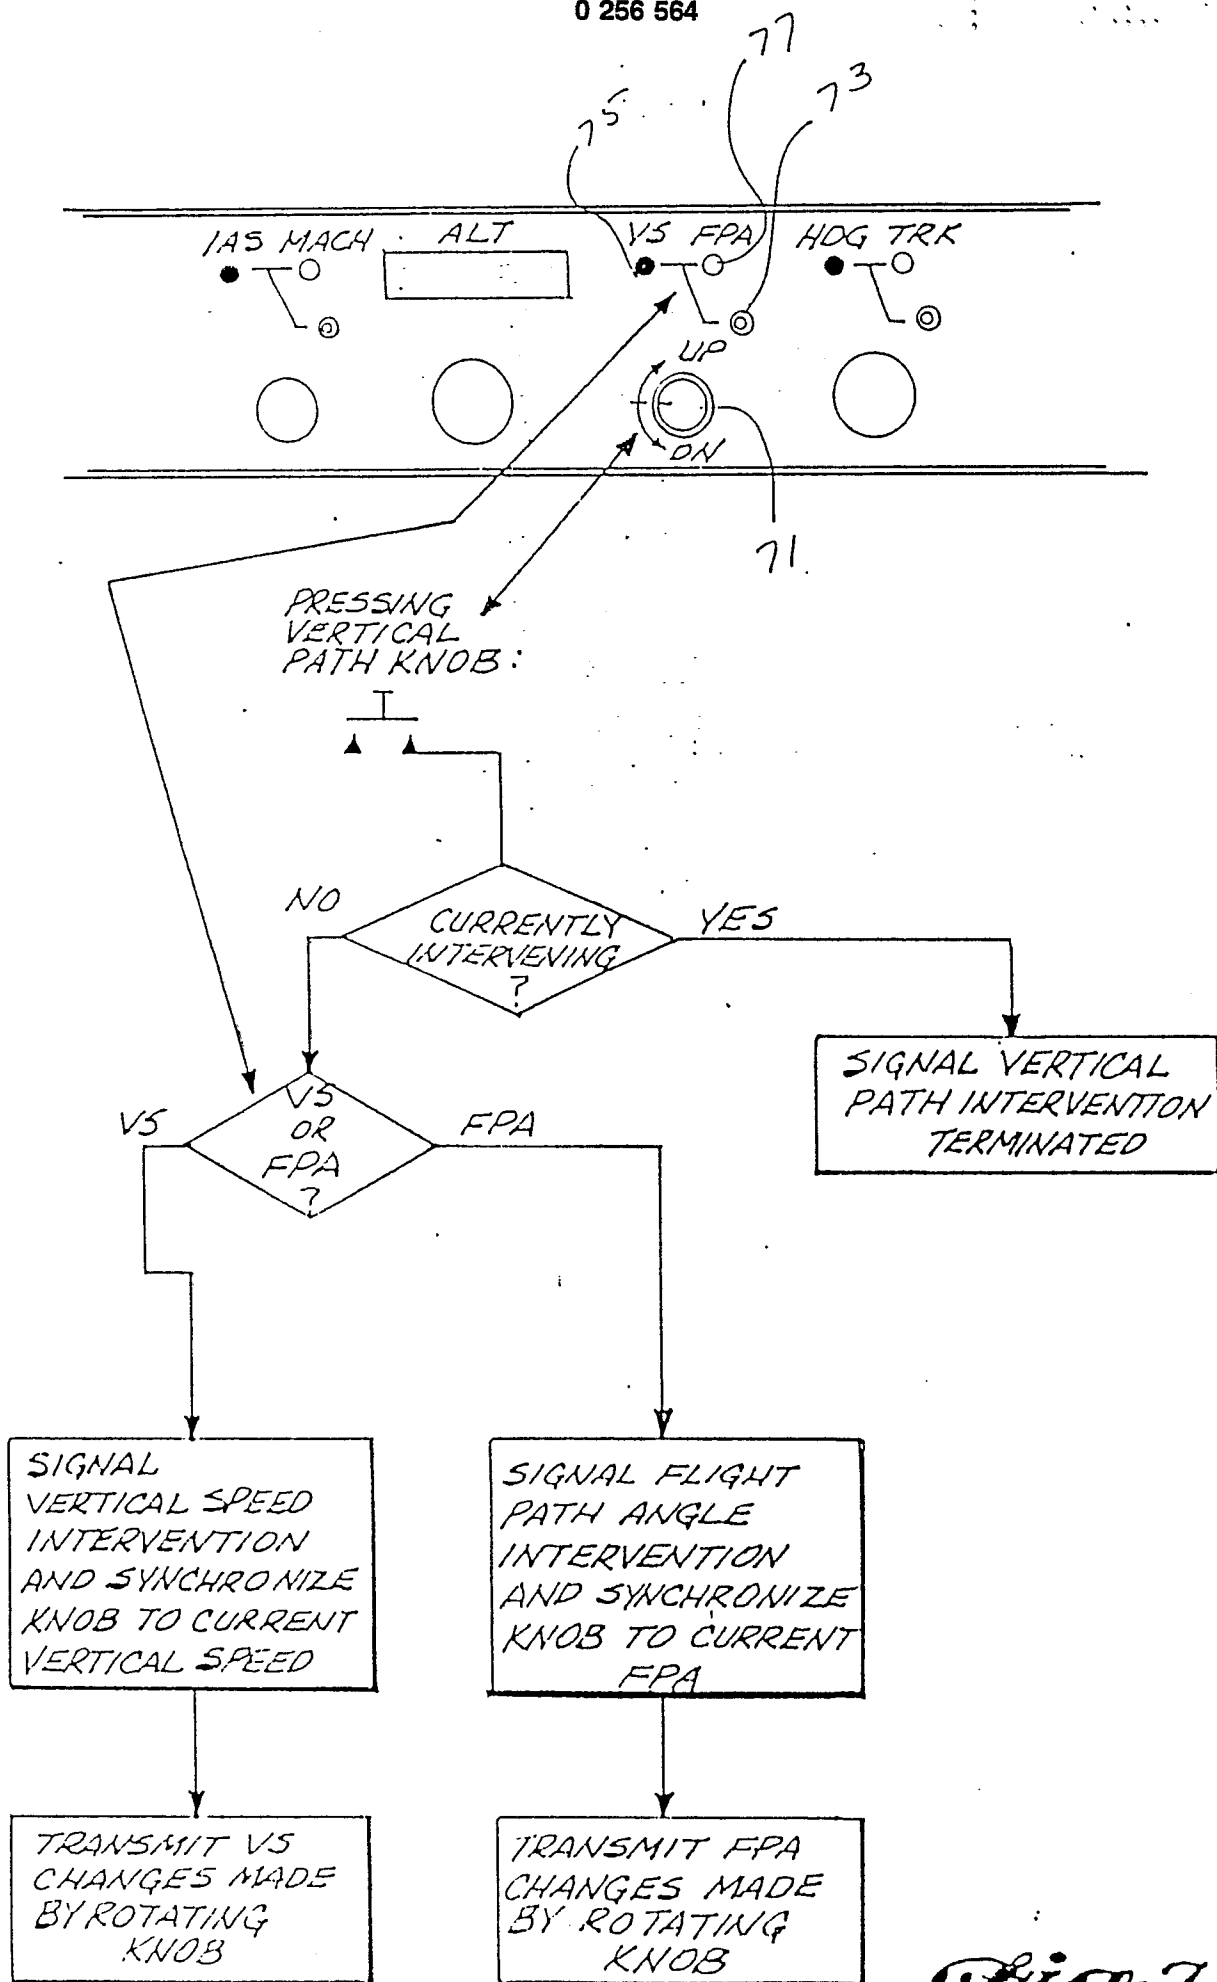 0 256 564
77
73
75
IAS MACH
ALT
VS FPA
HDG TRK
UP
DN
71
PRESSING
VERTICAL
PATH KNOB:
NO
CURRENTLY
INTERVENING
?
YES
SIGNAL VERTICAL
PATH INTERVENTION
TERMINATED
VS
VS
OR
FPA
?
FPA
SIGNAL
VERTICAL SPEED
INTERVENTION
AND SYNCHRONIZE
KNOB TO CURRENT
VERTICAL SPEED
SIGNAL FLIGHT
PATH ANGLE
INTERVENTION
AND SYNCHRONIZE
KNOB TO CURRENT
FPA
TRANSMIT VS
CHANGES MADE
BY ROTATING
KNOB
TRANSMIT FPA
CHANGES MADE
BY ROTATING
KNOB
Fig. 7